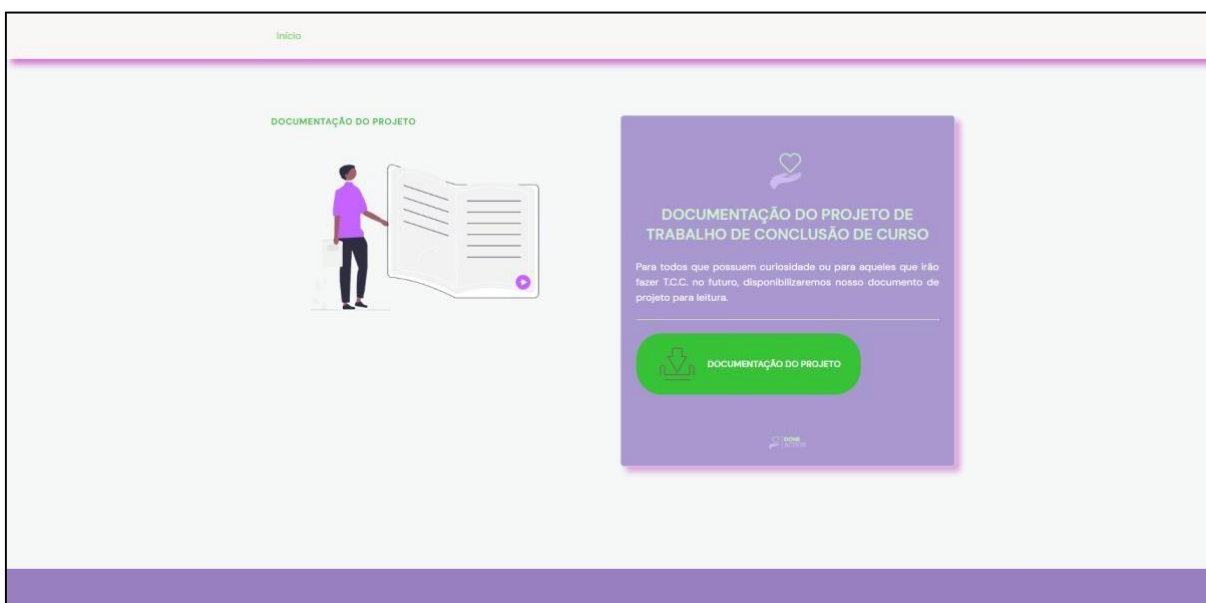 Início
DOCUMENTAÇÃO DO PROJETO
DOCUMENTAÇÃO DO PROJETO DE
TRABALHO DE CONCLUSÃO DE CURSO
Para todos que possuem curiosidade ou para aqueles que irão
fazer T.C.C. no futuro, disponibilizaremos nosso documento de
projeto para leitura.
DOCUMENTAÇÃO DO PROJETO